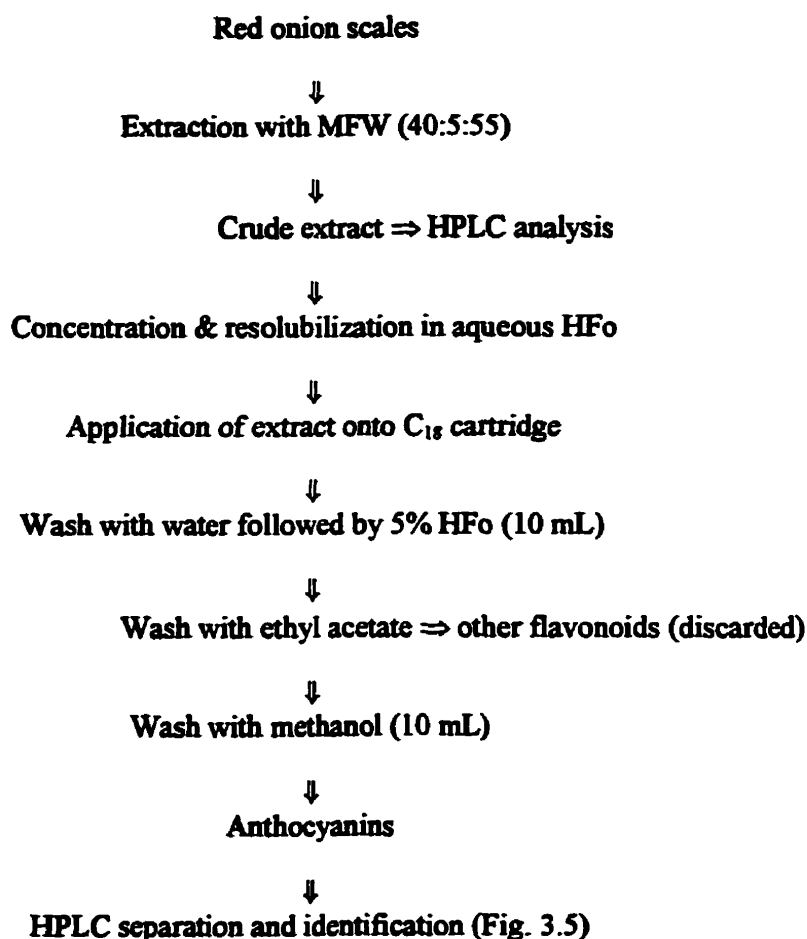 Red onion scales
⇓
Extraction with MFW (40:5:55)
⇓
Crude extract ⇒ HPLC analysis
⇓
Concentration & resolubilization in aqueous HFo
⇓
Application of extract onto C₁₈ cartridge
⇓
Wash with water followed by 5% HFo (10 mL)
⇓
Wash with ethyl acetate ⇒ other flavonoids (discarded)
⇓
Wash with methanol (10 mL)
⇓
Anthocyanins
⇓
HPLC separation and identification (Fig. 3.5)